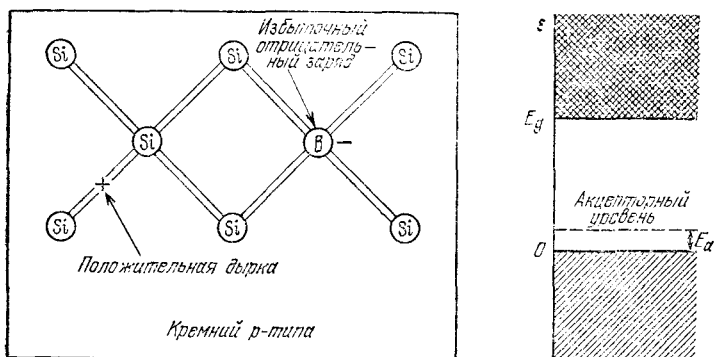 Избыточный
отрицатель-
ный заряд
Si
Si
Si
Si
B
—
+
Si
Si
Si
Положительная дырка
Кремний p-типа
ε
E_g
Акцепторный
уровень
0
E_a